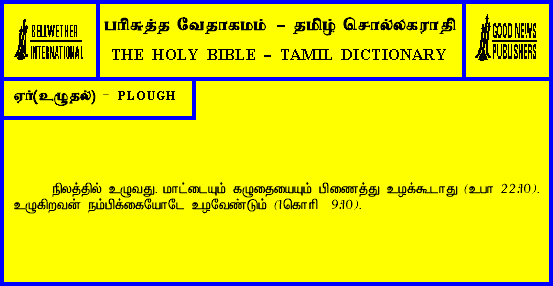 BELLWETHER
INTERNATIONAL
பரிசுத்த வேதாகமம் - தமிழ் சொல்லகராதி
THE HOLY BIBLE - TAMIL DICTIONARY
GOOD NEWS
PUBLISHERS
ஏர்(உழுதல்) - PLOUGH
நிலத்தில் உழுவது. மாட்டையும் கழுதையையும் பிணைத்து உழக்கூடாது (உபா 22:10).
உழுகிறவன் நம்பிக்கையோடே உழவேண்டும் (1கொரி 9:10).